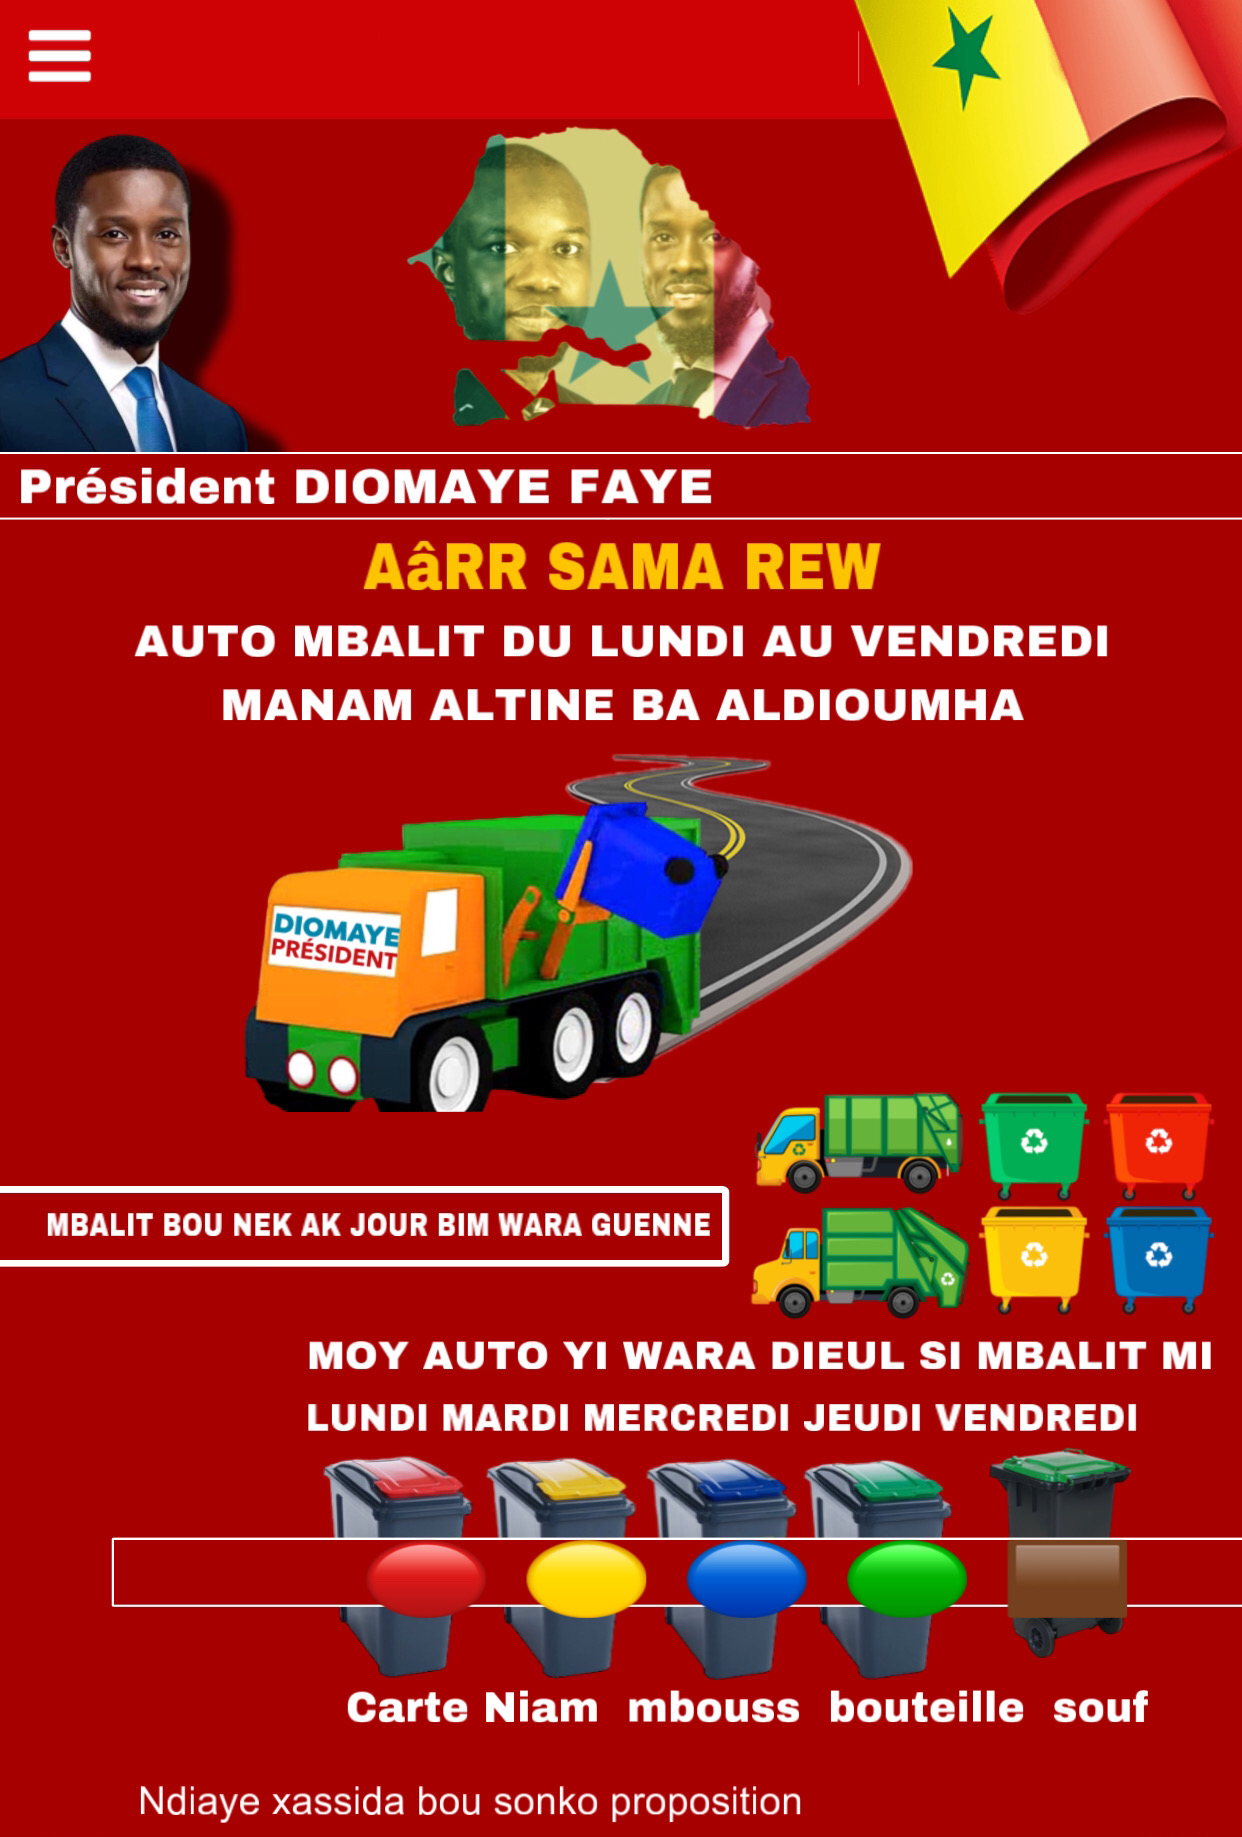 Président DIOMAYE FAYE
AâRR SAMA REW
AUTO MBALIT DU LUNDI AU VENDREDI
MANAM ALTINE BA ALDIOUMHA
DIOMAYE
PRÉSIDENT
MBALIT BOU NEK AK JOUR BIM WARA GUENNE
MOY AUTO YI WARA DIEUL SI MBALIT MI
LUNDI MARDI MERCREDI JEUDI VENDREDI
Carte Niam mbouss bouteille souf
Ndiaye xassida bou sonko proposition